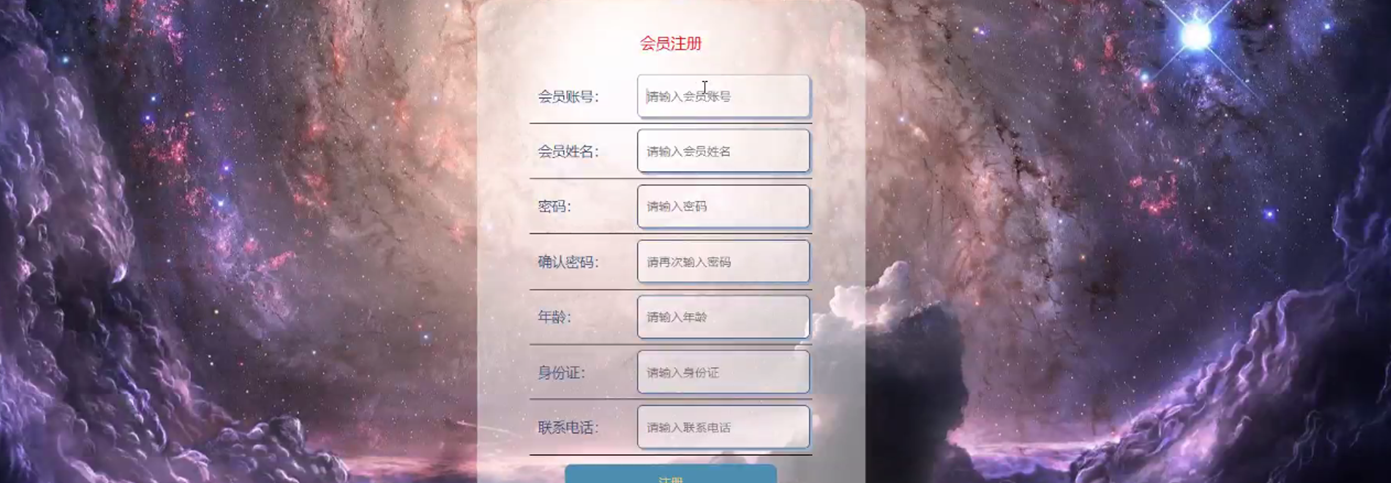 会员注册
会员账号： 请输入会员账号
会员姓名： 请输入会员姓名
密码： 请输入密码
确认密码： 请再次输入密码
年龄： 请输入年龄
身份证： 请输入身份证
联系电话： 请输入联系电话
注册